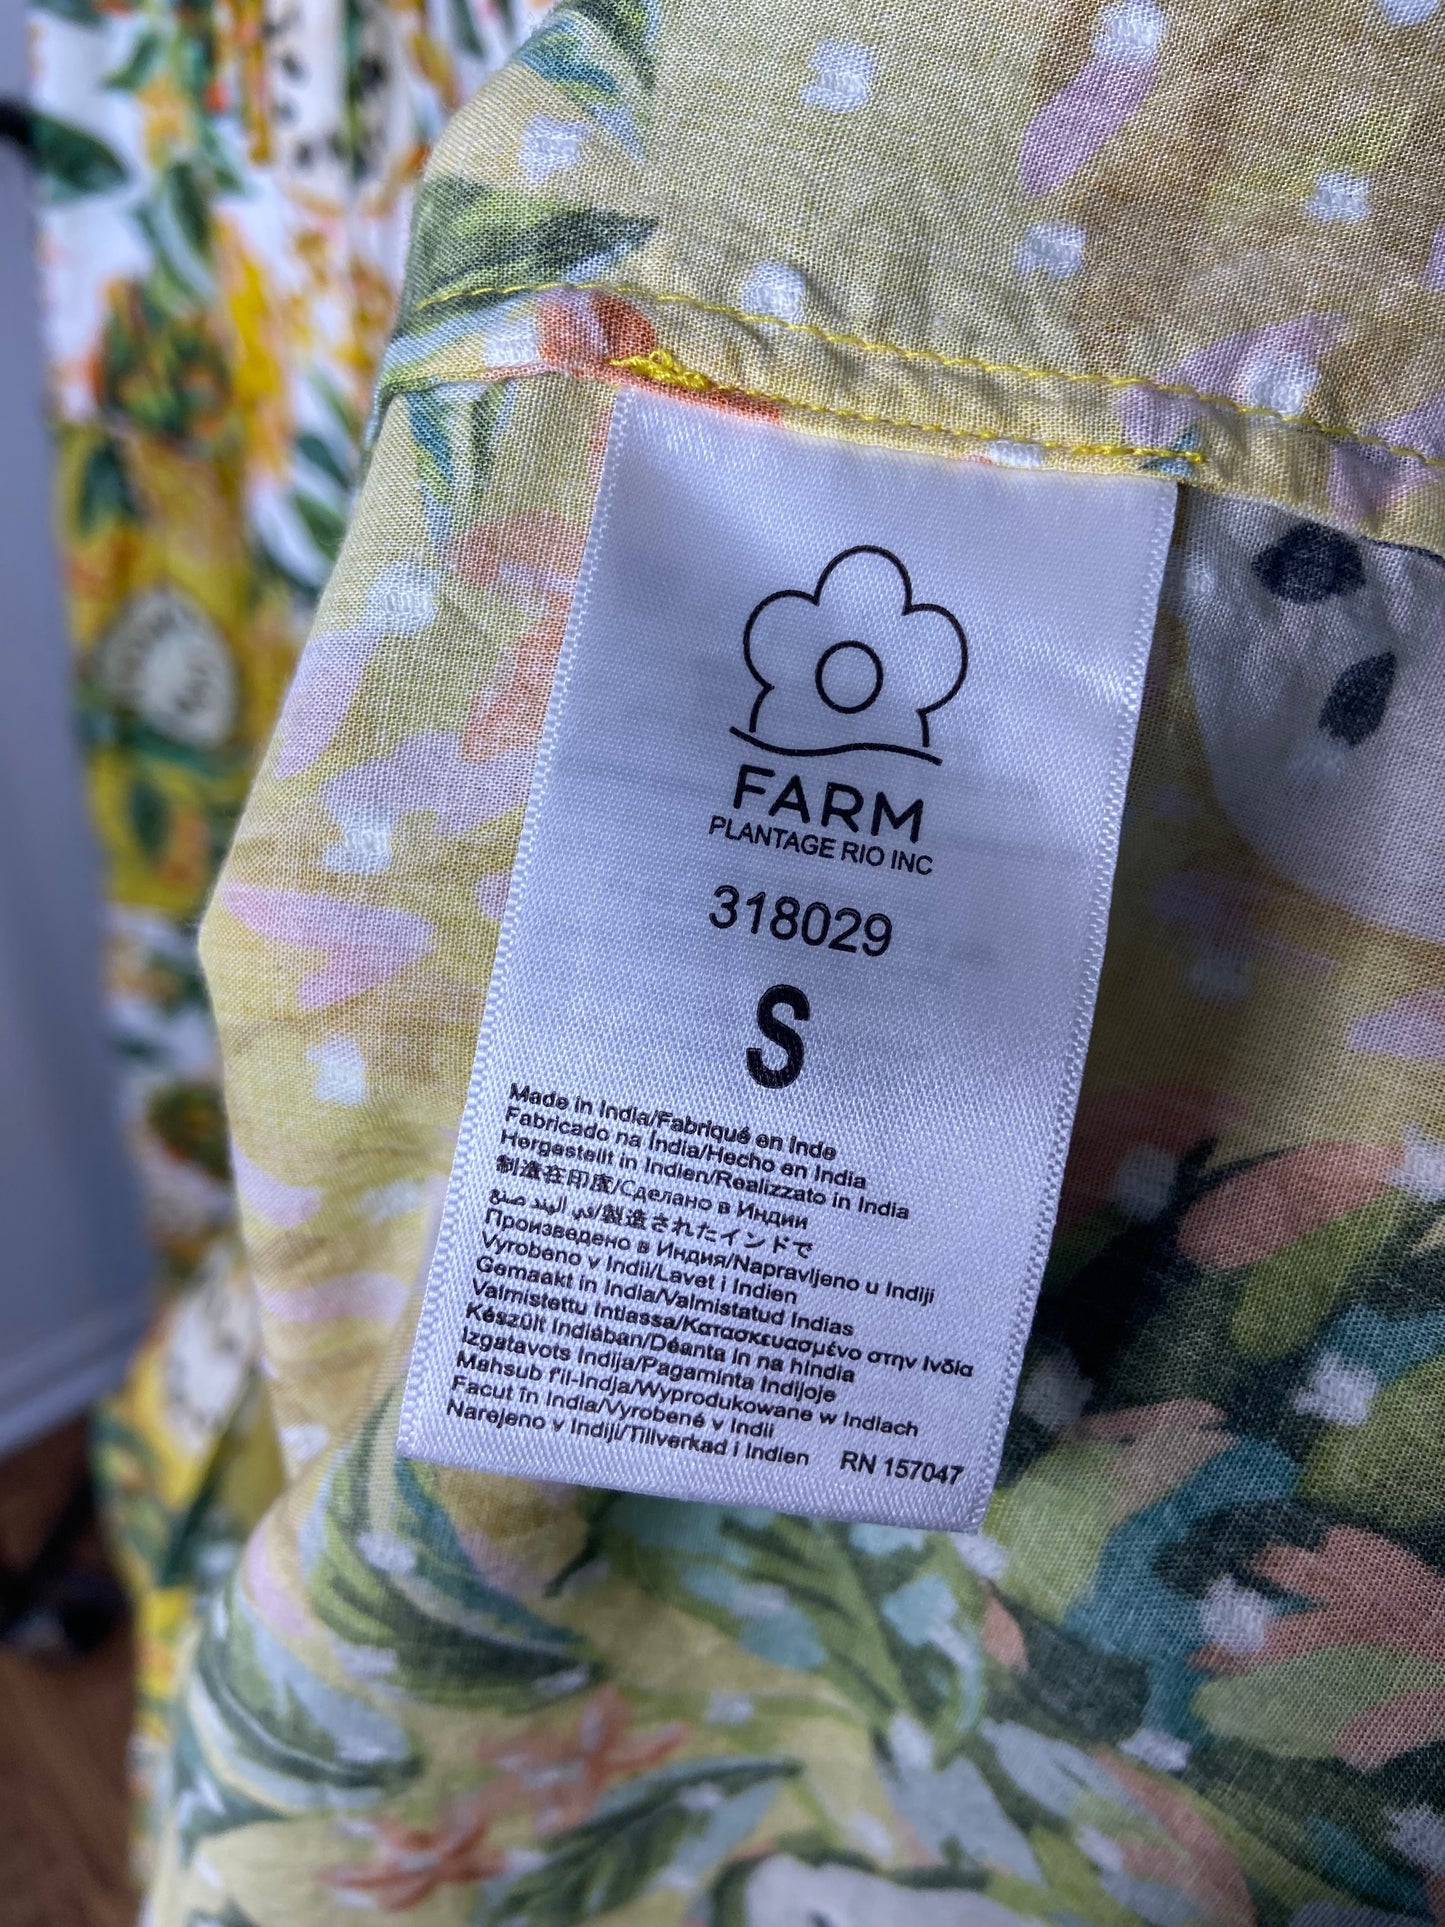 FARM
PLANTAGE RIO INC
318029
S
Made in India/Fabriqué en Inde
Fabricado na Índia/Hecho en India
Hergestellt in Indien/Realizzato in India
制造在印度/Сделано в Индии
في الهند صنع/製造されたインドで
Произведено в Индия/Napravljeno u Indiji
Vyrobeno v Indii/Lavet i Indien
Gemaakt in India/Valmistatud Indias
Valmistettu Intiassa/Κατασκευασμένο στην Ινδία
Készült Indiában/Déanta in na hIndia
Izgatavots Indija/Pagaminta Indijoje
Mahsub f'il-Indja/Wyprodukowane w Indiach
Facut în India/Vyrobené v Indii
Narejeno v Indiji/Tillverkad i Indien RN 157047